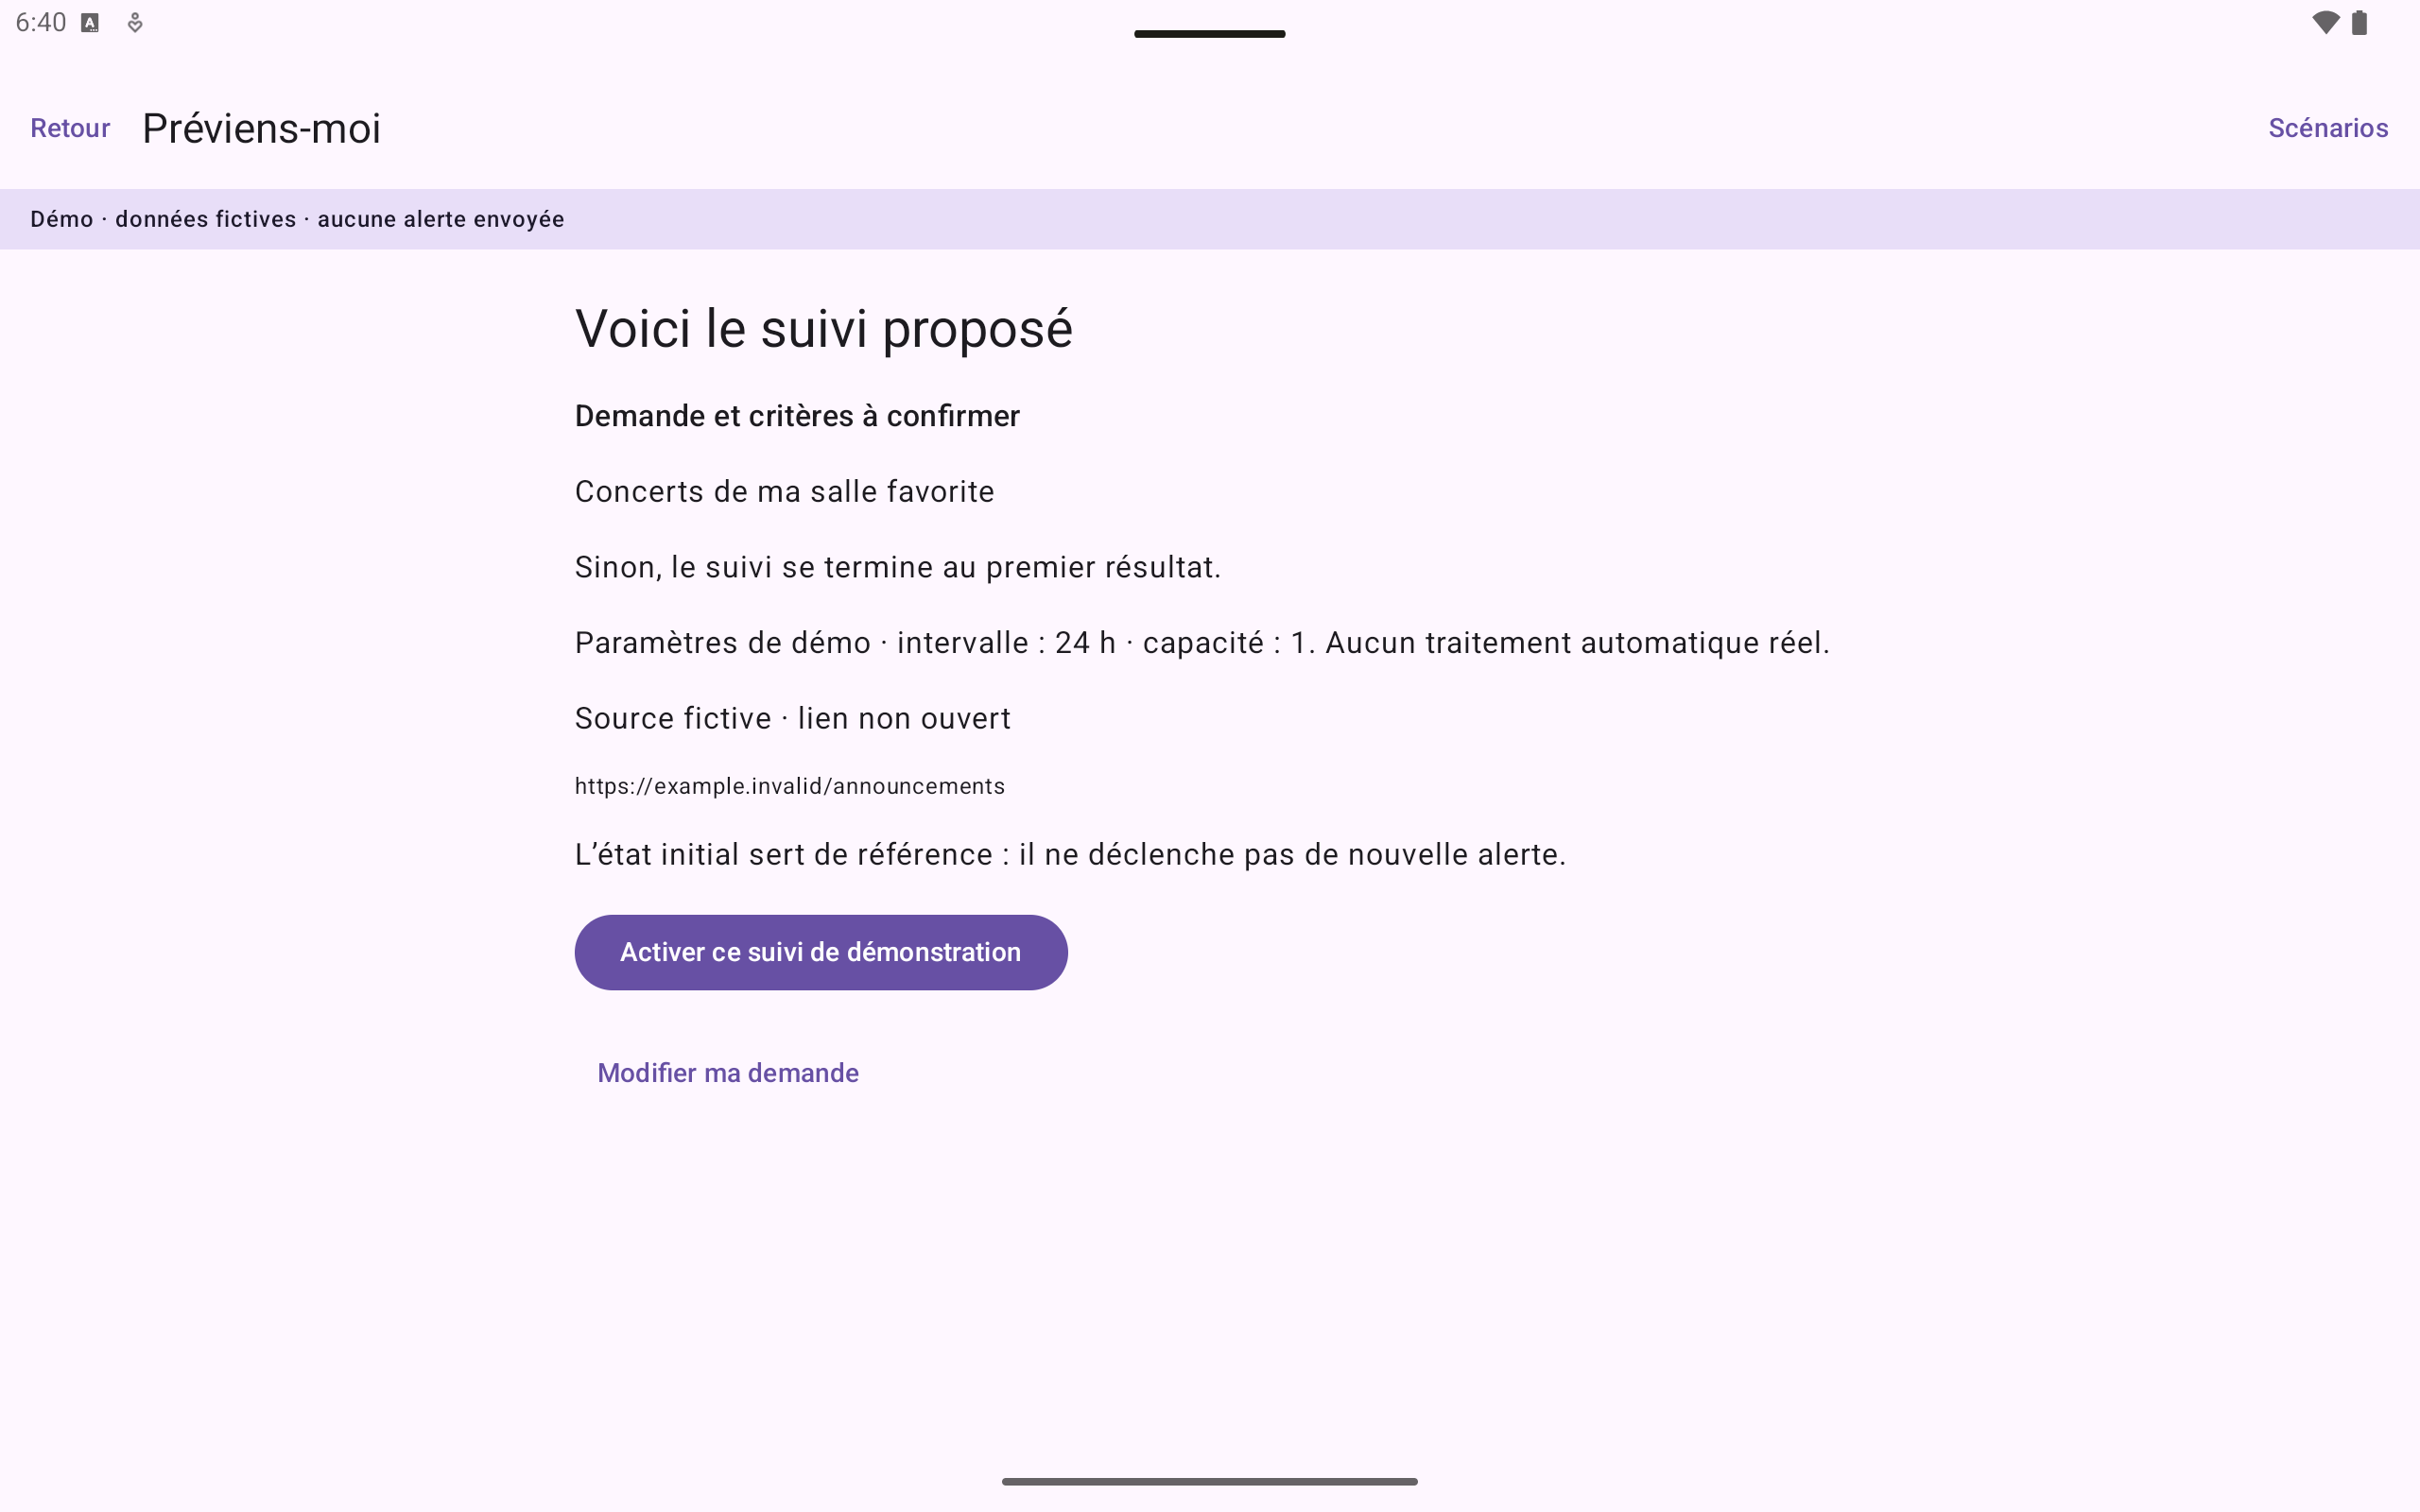 6:40
Retour Préviens-moi Scénarios
Démo · données fictives · aucune alerte envoyée
Voici le suivi proposé
Demande et critères à confirmer
Concerts de ma salle favorite
Sinon, le suivi se termine au premier résultat.
Paramètres de démo · intervalle : 24 h · capacité : 1. Aucun traitement automatique réel.
Source fictive · lien non ouvert
https://example.invalid/announcements
L’état initial sert de référence : il ne déclenche pas de nouvelle alerte.
Activer ce suivi de démonstration
Modifier ma demande